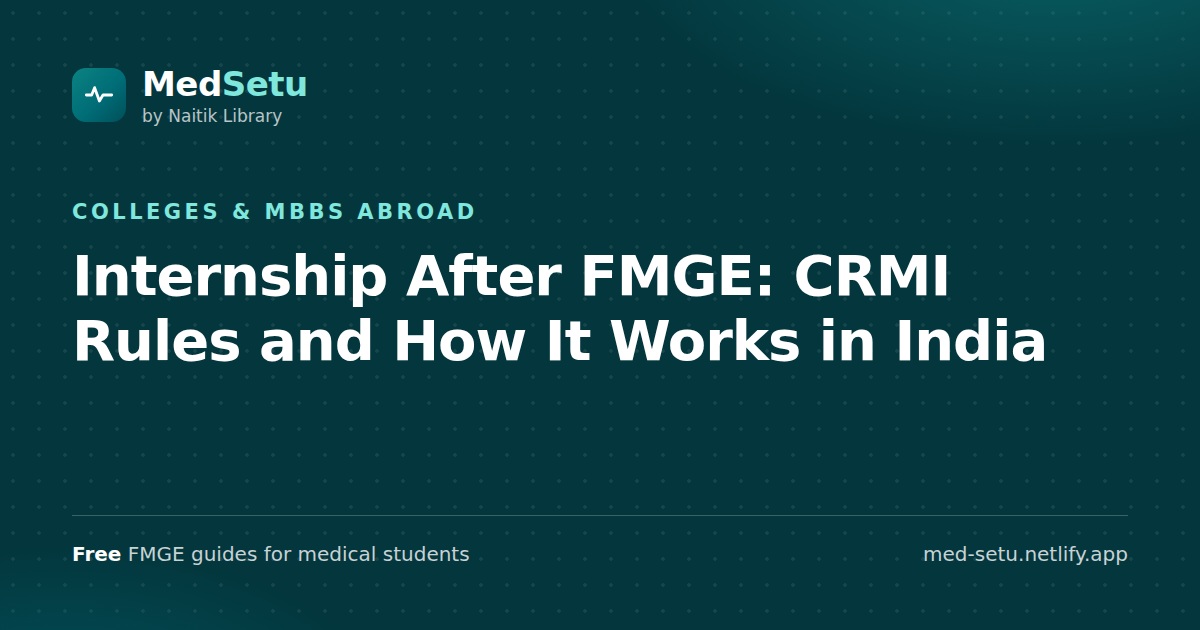 MedSetu
by Naitik Library
COLLEGES & MBBS ABROAD
Internship After FMGE: CRMI
Rules and How It Works in India
Free FMGE guides for medical students
med-setu.netlify.app